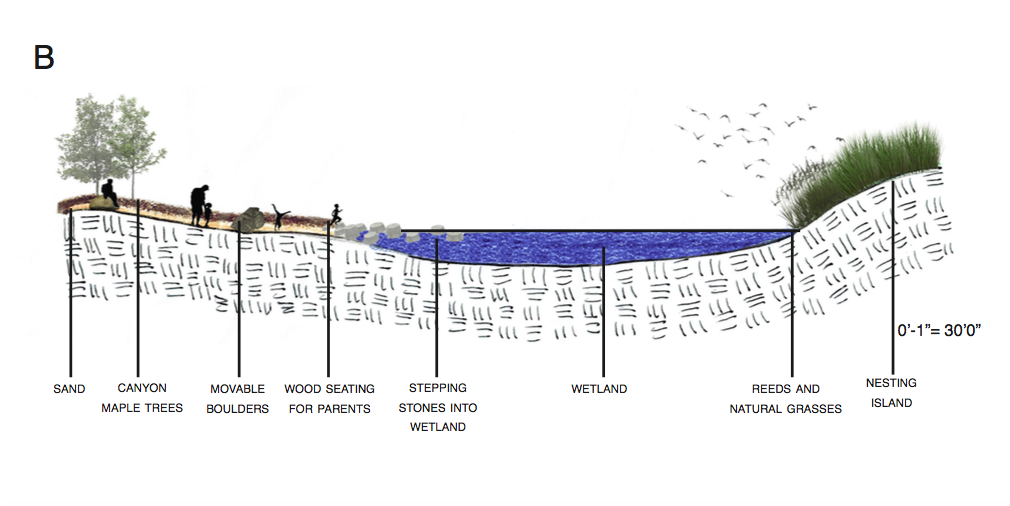 B
0'-1"= 30'0"
SAND
CANYON
MAPLE TREES
MOVABLE
BOULDERS
WOOD SEATING
FOR PARENTS
STEPPING
STONES INTO
WETLAND
WETLAND
REEDS AND
NATURAL GRASSES
NESTING
ISLAND